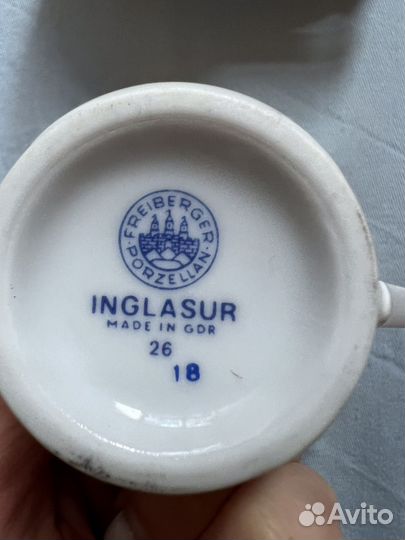 FREIBERGER
PORZELLAN
INGLASUR
MADE IN GDR
26
18
Avito